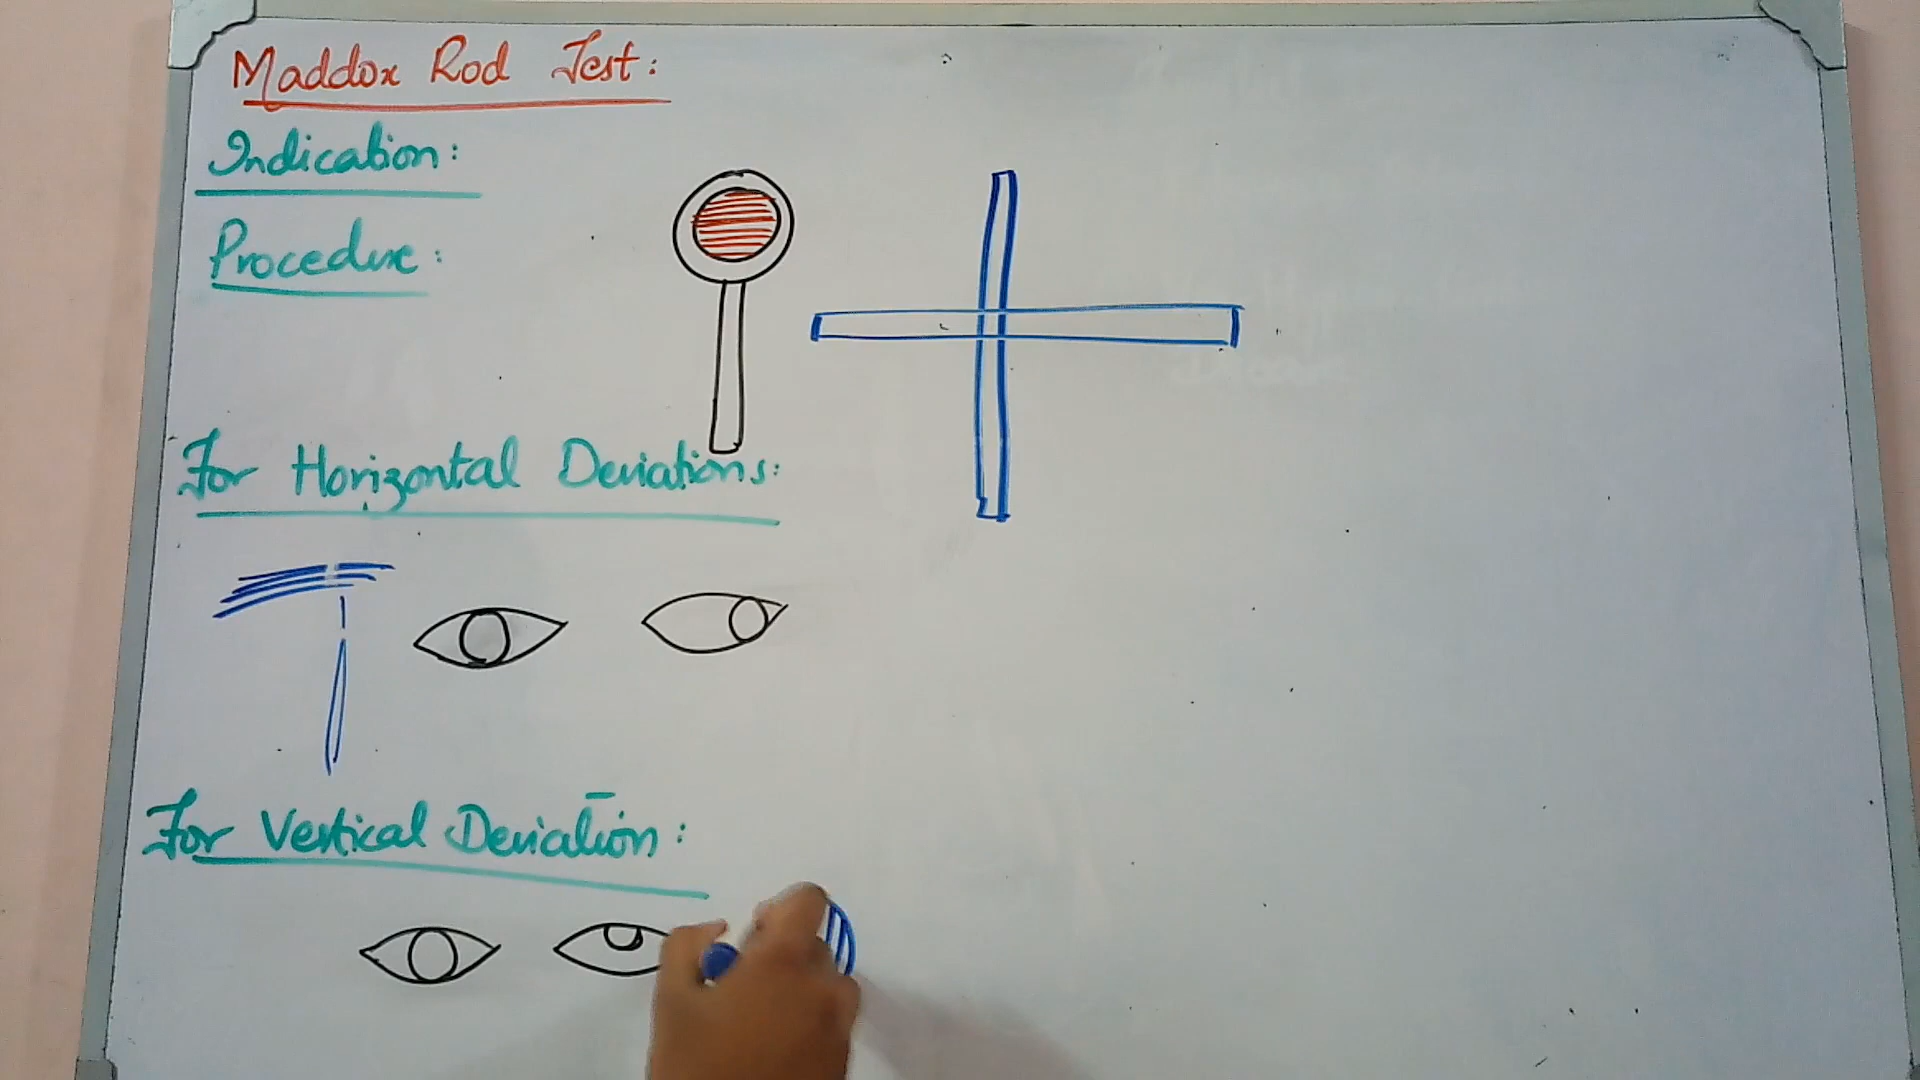 Maddox Rod Test:
Indication:
Procedure:
For Horizontal Deviations:
For Vertical Deviation: